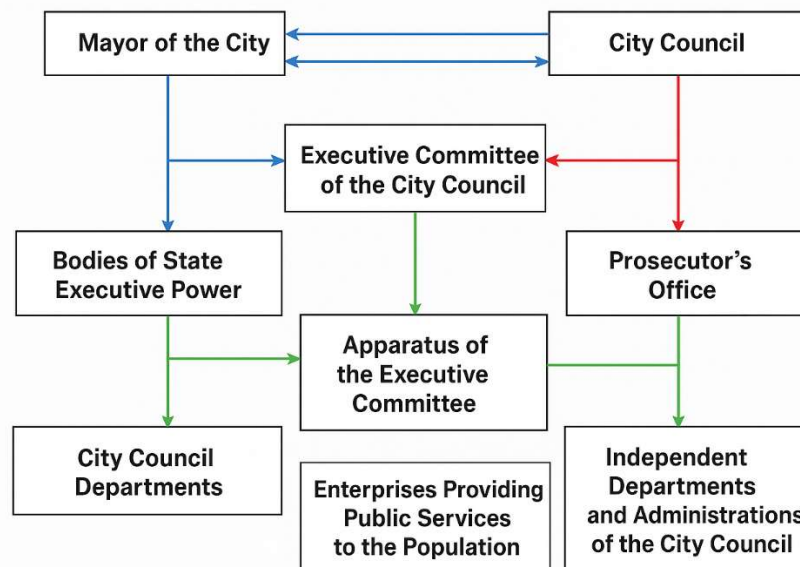 Mayor of the City
City Council
Executive Committee
of the City Council
Bodies of State
Executive Power
Prosecutor's
Office
Apparatus of
the Executive
Committee
City Council
Departments
Enterprises Providing
Public Services
to the Population
Independent
Departments
and Administrations
of the City Council